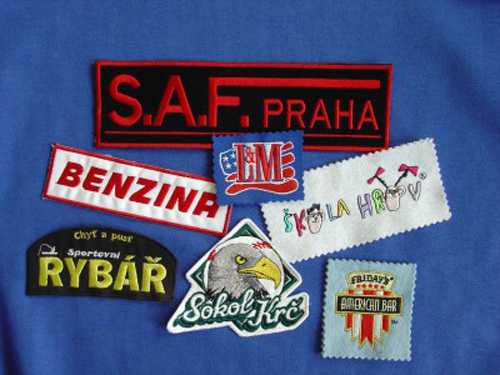 S.A.F. PRAHA
L&M
BENZINA
ŠKOLA HROU
Chyť a pusť
Sportovní
RYBÁŘ
Sokol Krč
FRIDAY'S
AMERICAN BAR